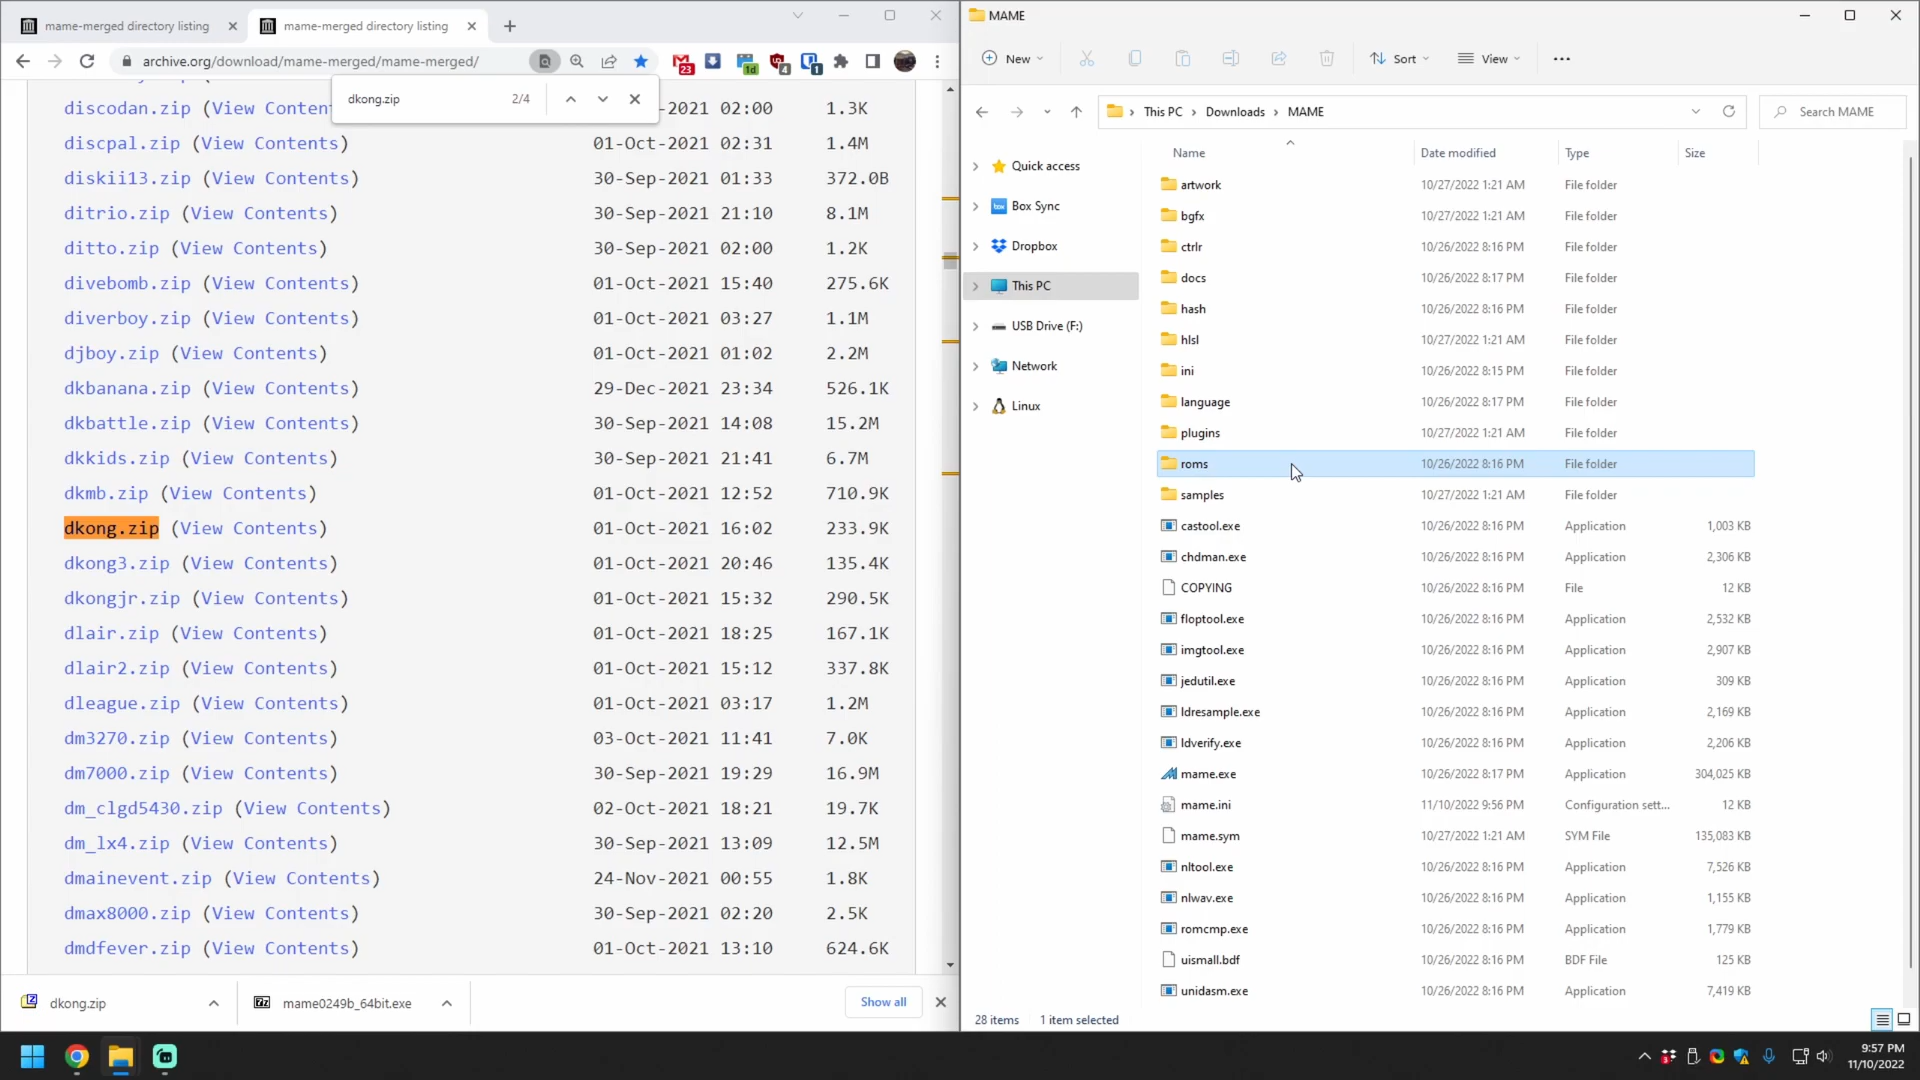 mame-merged directory listing
mame-merged directory listing
archive.org/download/mame-merged/mame-merged/
23
1d
4
1
dkong.zip 2/4
discodan.zip (View Conten -2021 02:00 1.3K
discpal.zip (View Contents) 01-Oct-2021 02:31 1.4M
diskii13.zip (View Contents) 30-Sep-2021 01:33 372.0B
ditrio.zip (View Contents) 30-Sep-2021 21:10 8.1M
ditto.zip (View Contents) 30-Sep-2021 02:00 1.2K
divebomb.zip (View Contents) 01-Oct-2021 15:40 275.6K
diverboy.zip (View Contents) 01-Oct-2021 03:27 1.1M
djboy.zip (View Contents) 01-Oct-2021 01:02 2.2M
dkbanana.zip (View Contents) 29-Dec-2021 23:34 526.1K
dkbattle.zip (View Contents) 30-Sep-2021 14:08 15.2M
dkkids.zip (View Contents) 30-Sep-2021 21:41 6.7M
dkmb.zip (View Contents) 01-Oct-2021 12:52 710.9K
dkong.zip (View Contents) 01-Oct-2021 16:02 233.9K
dkong3.zip (View Contents) 01-Oct-2021 20:46 135.4K
dkongjr.zip (View Contents) 01-Oct-2021 15:32 290.5K
dlair.zip (View Contents) 01-Oct-2021 18:25 167.1K
dlair2.zip (View Contents) 01-Oct-2021 15:12 337.8K
dleague.zip (View Contents) 01-Oct-2021 03:17 1.2M
dm3270.zip (View Contents) 03-Oct-2021 11:41 7.0K
dm7000.zip (View Contents) 30-Sep-2021 19:29 16.9M
dm_clgd5430.zip (View Contents) 02-Oct-2021 18:21 19.7K
dm_lx4.zip (View Contents) 30-Sep-2021 13:09 12.5M
dmainevent.zip (View Contents) 24-Nov-2021 00:55 1.8K
dmax8000.zip (View Contents) 30-Sep-2021 02:20 2.5K
dmdfever.zip (View Contents) 01-Oct-2021 13:10 624.6K
dkong.zip
mame0249b_64bit.exe
Show all
MAME
New
Sort
View
This PC > Downloads > MAME
Search MAME
Quick access
Box Sync
Dropbox
This PC
USB Drive (F:)
Network
Linux
Name Date modified Type Size
artwork 10/27/2022 1:21 AM File folder
bgfx 10/27/2022 1:21 AM File folder
ctrlr 10/26/2022 8:16 PM File folder
docs 10/26/2022 8:17 PM File folder
hash 10/26/2022 8:16 PM File folder
hlsl 10/27/2022 1:21 AM File folder
ini 10/26/2022 8:15 PM File folder
language 10/26/2022 8:17 PM File folder
plugins 10/27/2022 1:21 AM File folder
roms 10/26/2022 8:16 PM File folder
samples 10/27/2022 1:21 AM File folder
castool.exe 10/26/2022 8:16 PM Application 1,003 KB
chdman.exe 10/26/2022 8:16 PM Application 2,306 KB
COPYING 10/26/2022 8:16 PM File 12 KB
floptool.exe 10/26/2022 8:16 PM Application 2,532 KB
imgtool.exe 10/26/2022 8:16 PM Application 2,907 KB
jedutil.exe 10/26/2022 8:16 PM Application 309 KB
ldresample.exe 10/26/2022 8:16 PM Application 2,169 KB
ldverify.exe 10/26/2022 8:16 PM Application 2,206 KB
mame.exe 10/26/2022 8:17 PM Application 304,025 KB
mame.ini 11/10/2022 9:56 PM Configuration sett... 12 KB
mame.sym 10/27/2022 1:21 AM SYM File 135,083 KB
nltool.exe 10/26/2022 8:16 PM Application 7,526 KB
nlwav.exe 10/26/2022 8:16 PM Application 1,155 KB
romcmp.exe 10/26/2022 8:16 PM Application 1,779 KB
uismall.bdf 10/26/2022 8:16 PM BDF File 125 KB
unidasm.exe 10/26/2022 8:16 PM Application 7,419 KB
28 items 1 item selected
9:57 PM
11/10/2022